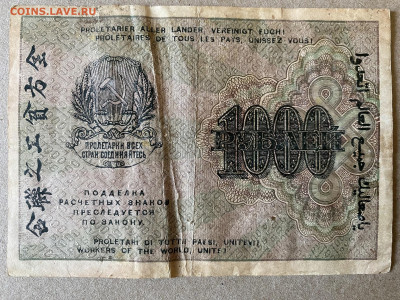 COINS.LAVE.RU
PROLETARIER ALLER LÄNDER, VEREINIGT EUCH!
PROLÉTAIRES DE TOUS LES PAYS, UNISSEZ VOUS!
ПРОЛЕТАРИИ ВСЕХ
СТРАН, СОЕДИНЯЙТЕСЬ
1000
РУБЛЕЙ
ПОДДЕЛКА
РАСЧЕТНЫХ ЗНАКОВ
ПРЕСЛЕДУЕТСЯ
ПО ЗАКОНУ.
PROLETARI DI TUTTI PAESI, UNITEVI!
WORKERS OF THE WORLD, UNITE!